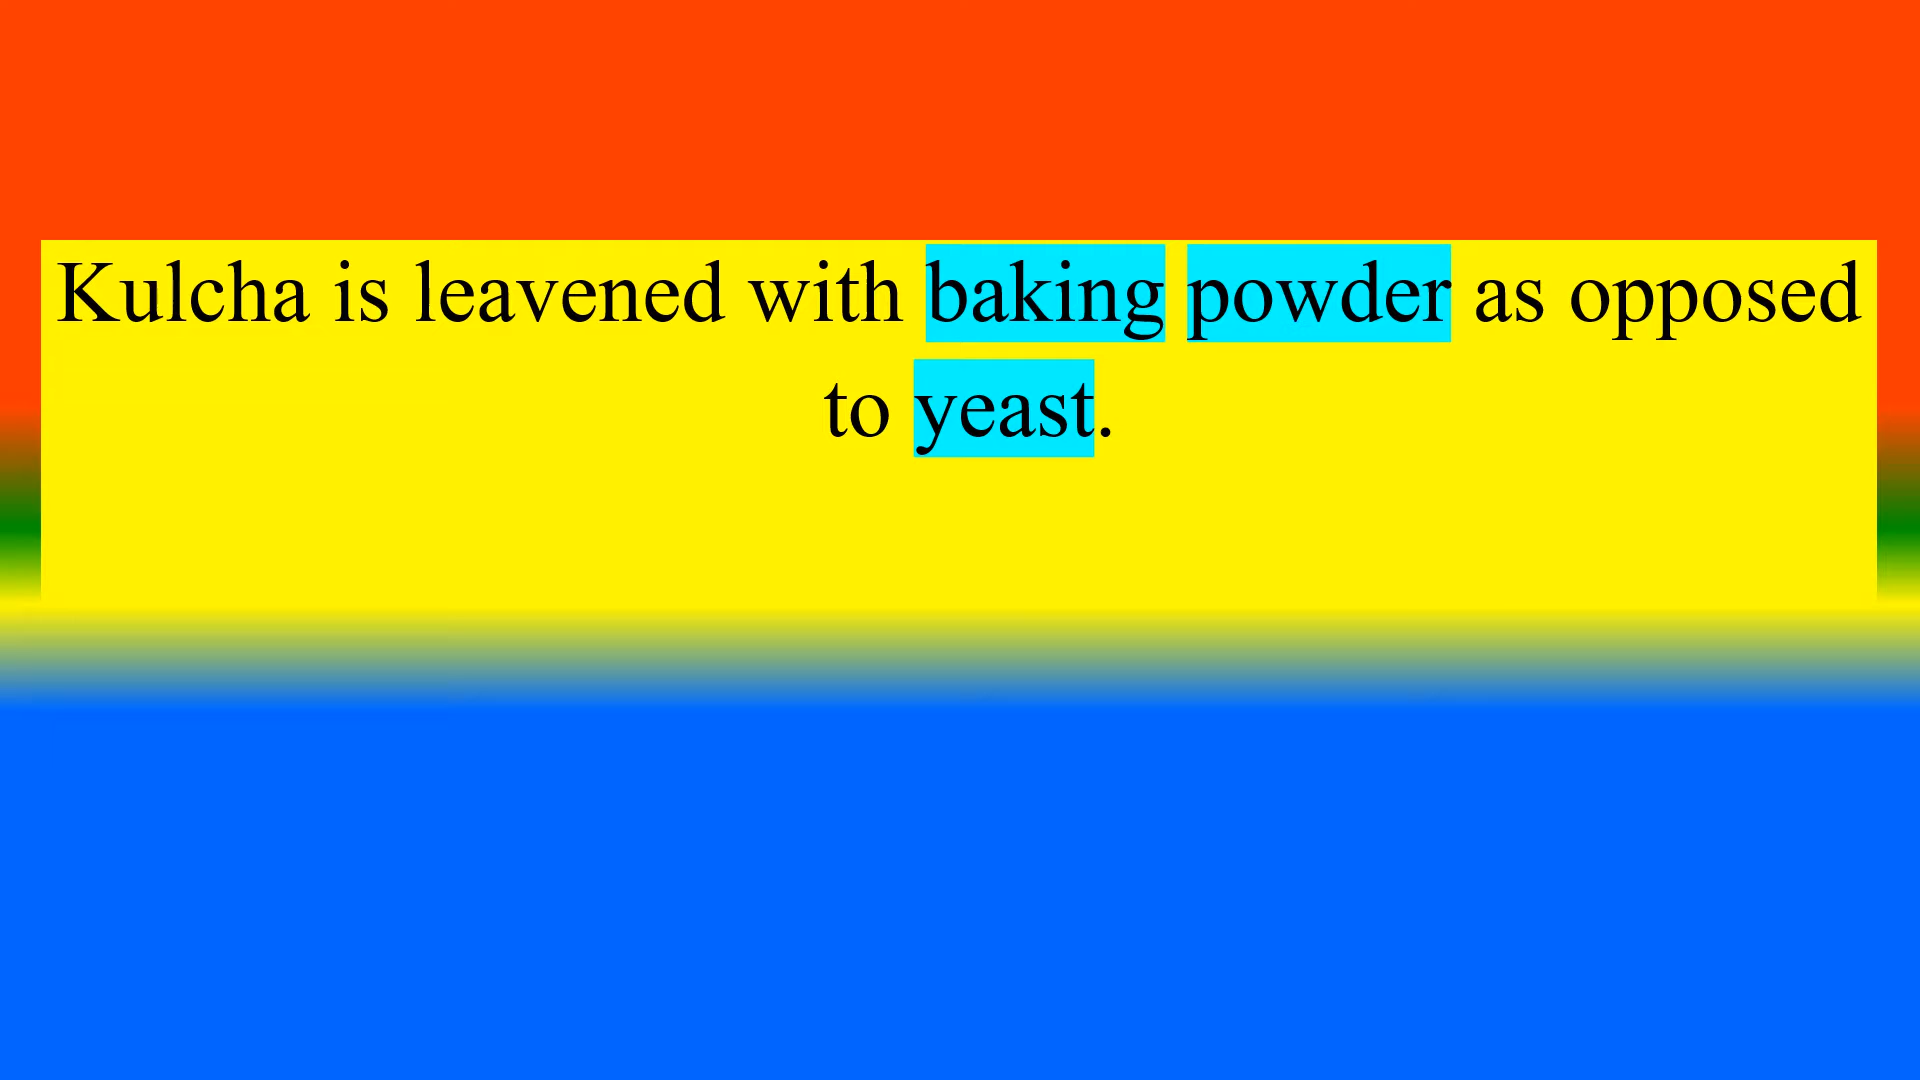 Kulcha is leavened with baking powder as opposed
to yeast.